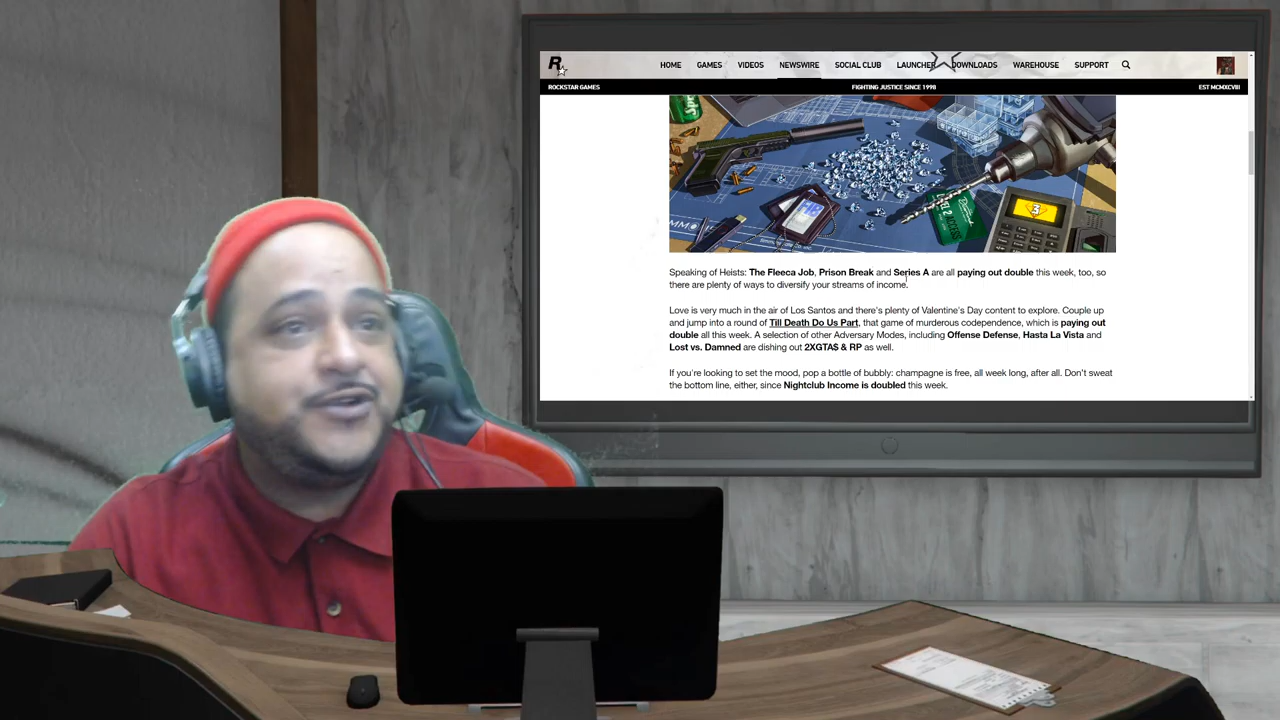 HOME GAMES VIDEOS NEWSWIRE SOCIAL CLUB LAUNCHER DOWNLOADS WAREHOUSE SUPPORT
ROCKSTAR GAMES FIGHTING JUSTICE SINCE 1998 EST MCMXCVIII
Speaking of Heists: The Fleeca Job, Prison Break and Series A are all paying out double this week, too, so
there are plenty of ways to diversify your streams of income.
Love is very much in the air of Los Santos and there's plenty of Valentine's Day content to explore. Couple up
and jump into a round of Till Death Do Us Part, that game of murderous codependence, which is paying out
double all this week. A selection of other Adversary Modes, including Offense Defense, Hasta La Vista and
Lost vs. Damned are dishing out 2XGTA$ & RP as well.
If you're looking to set the mood, pop a bottle of bubbly: champagne is free, all week long, after all. Don't sweat
the bottom line, either, since Nightclub Income is doubled this week.